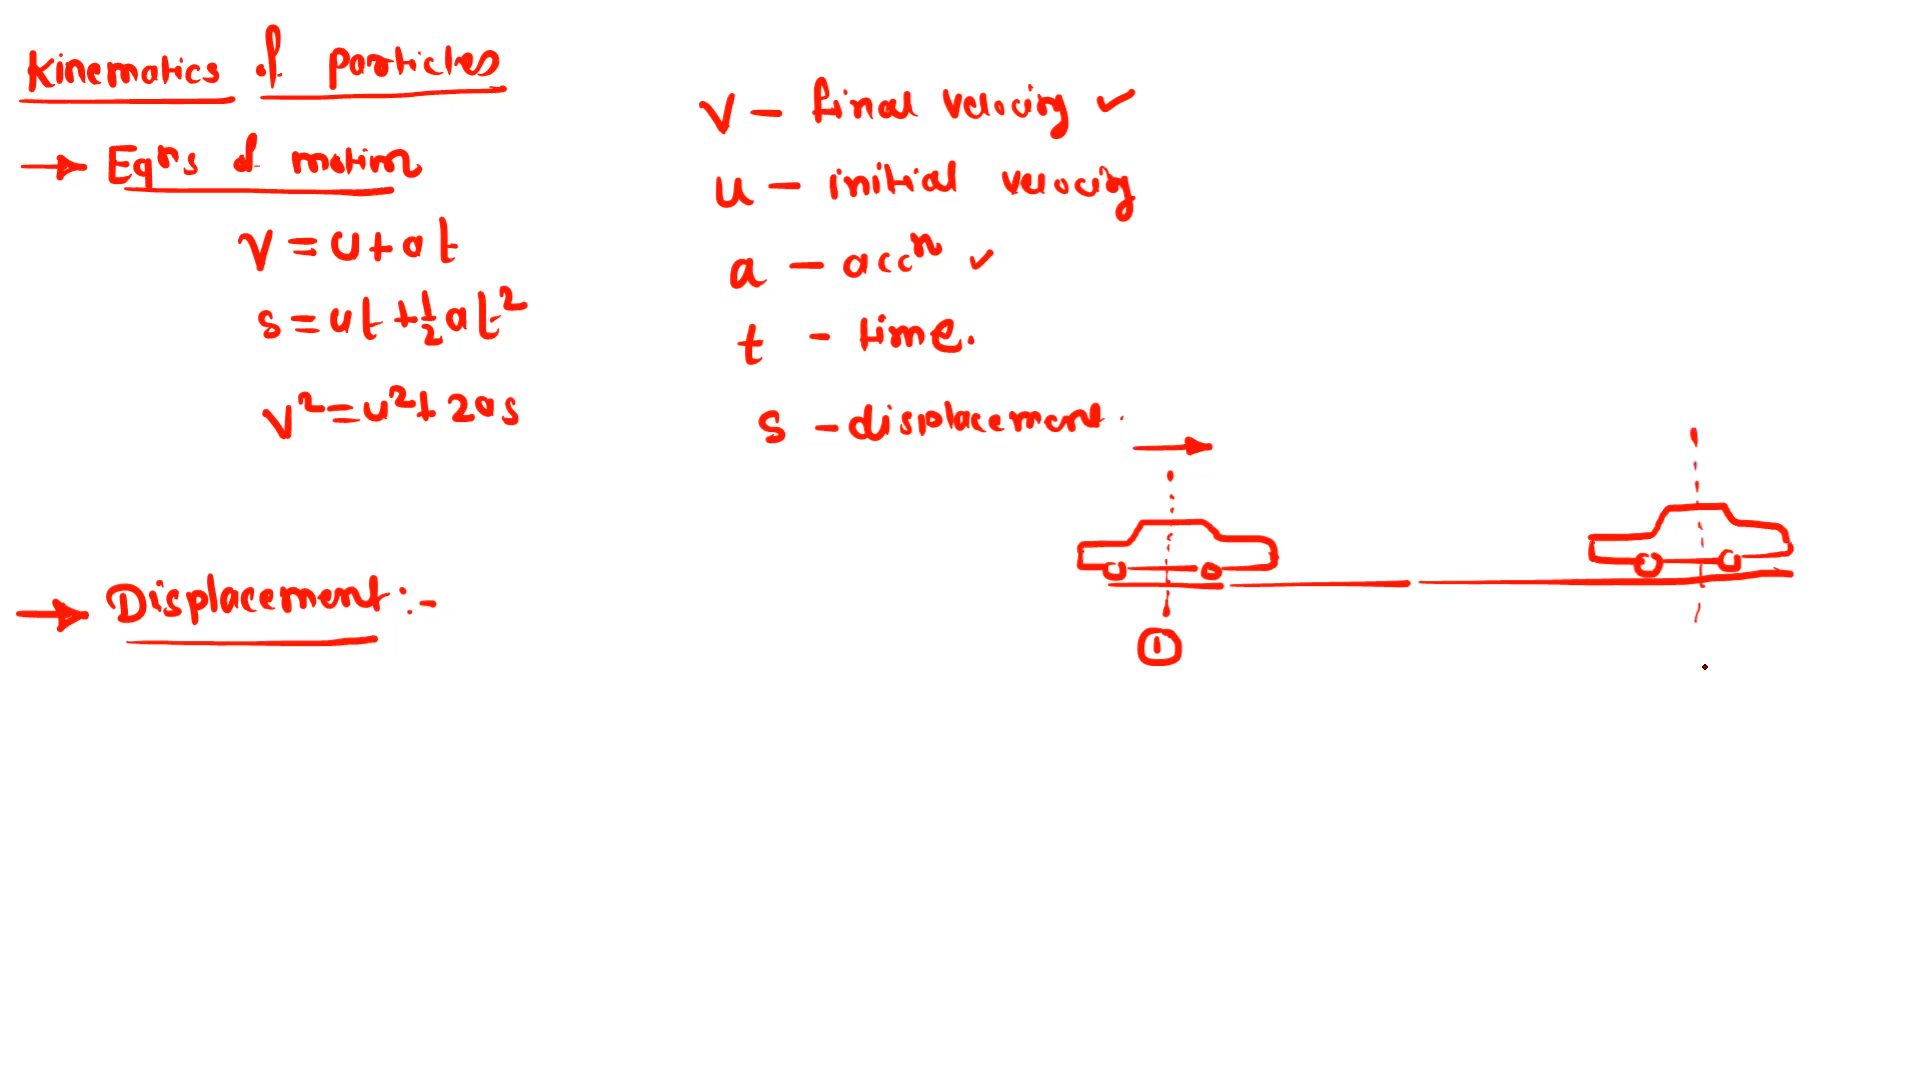 Kinematics of particles
→ Eqⁿs of motion
v = u + at
s = ut + ½at²
v² = u² + 2as
v – final velocity ✓
u – initial velocity
a – accⁿ ✓
t – time.
s – displacement.
→ Displacement:-
①